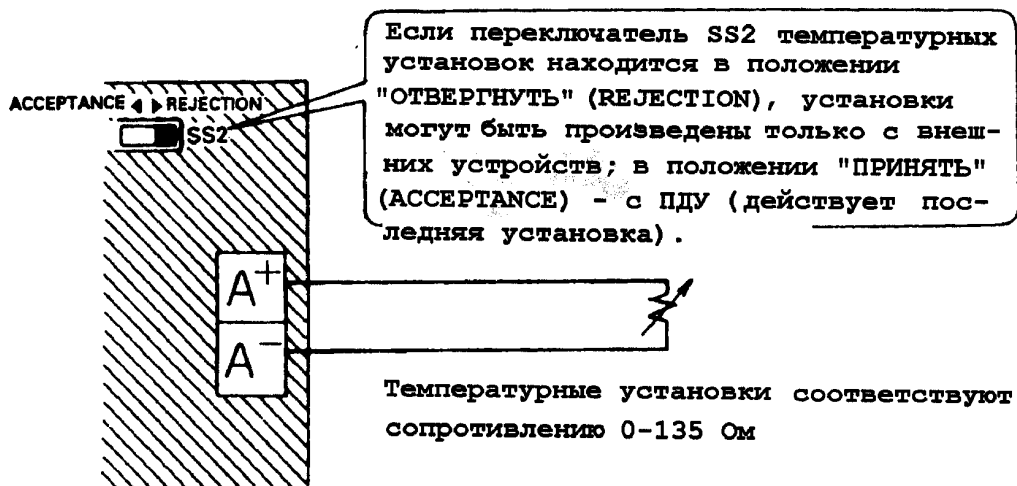 Если переключатель SS2 температурных
установок находится в положении
"ОТВЕРГНУТЬ" (REJECTION), установки
могут быть произведены только с внеш-
них устройств; в положении "ПРИНЯТЬ"
(ACCEPTANCE) - с ПДУ (действует пос-
ледняя установка).
ACCEPTANCE ◀ ▶ REJECTION
SS2
A+
A-
Температурные установки соответствуют
сопротивлению 0-135 Ом